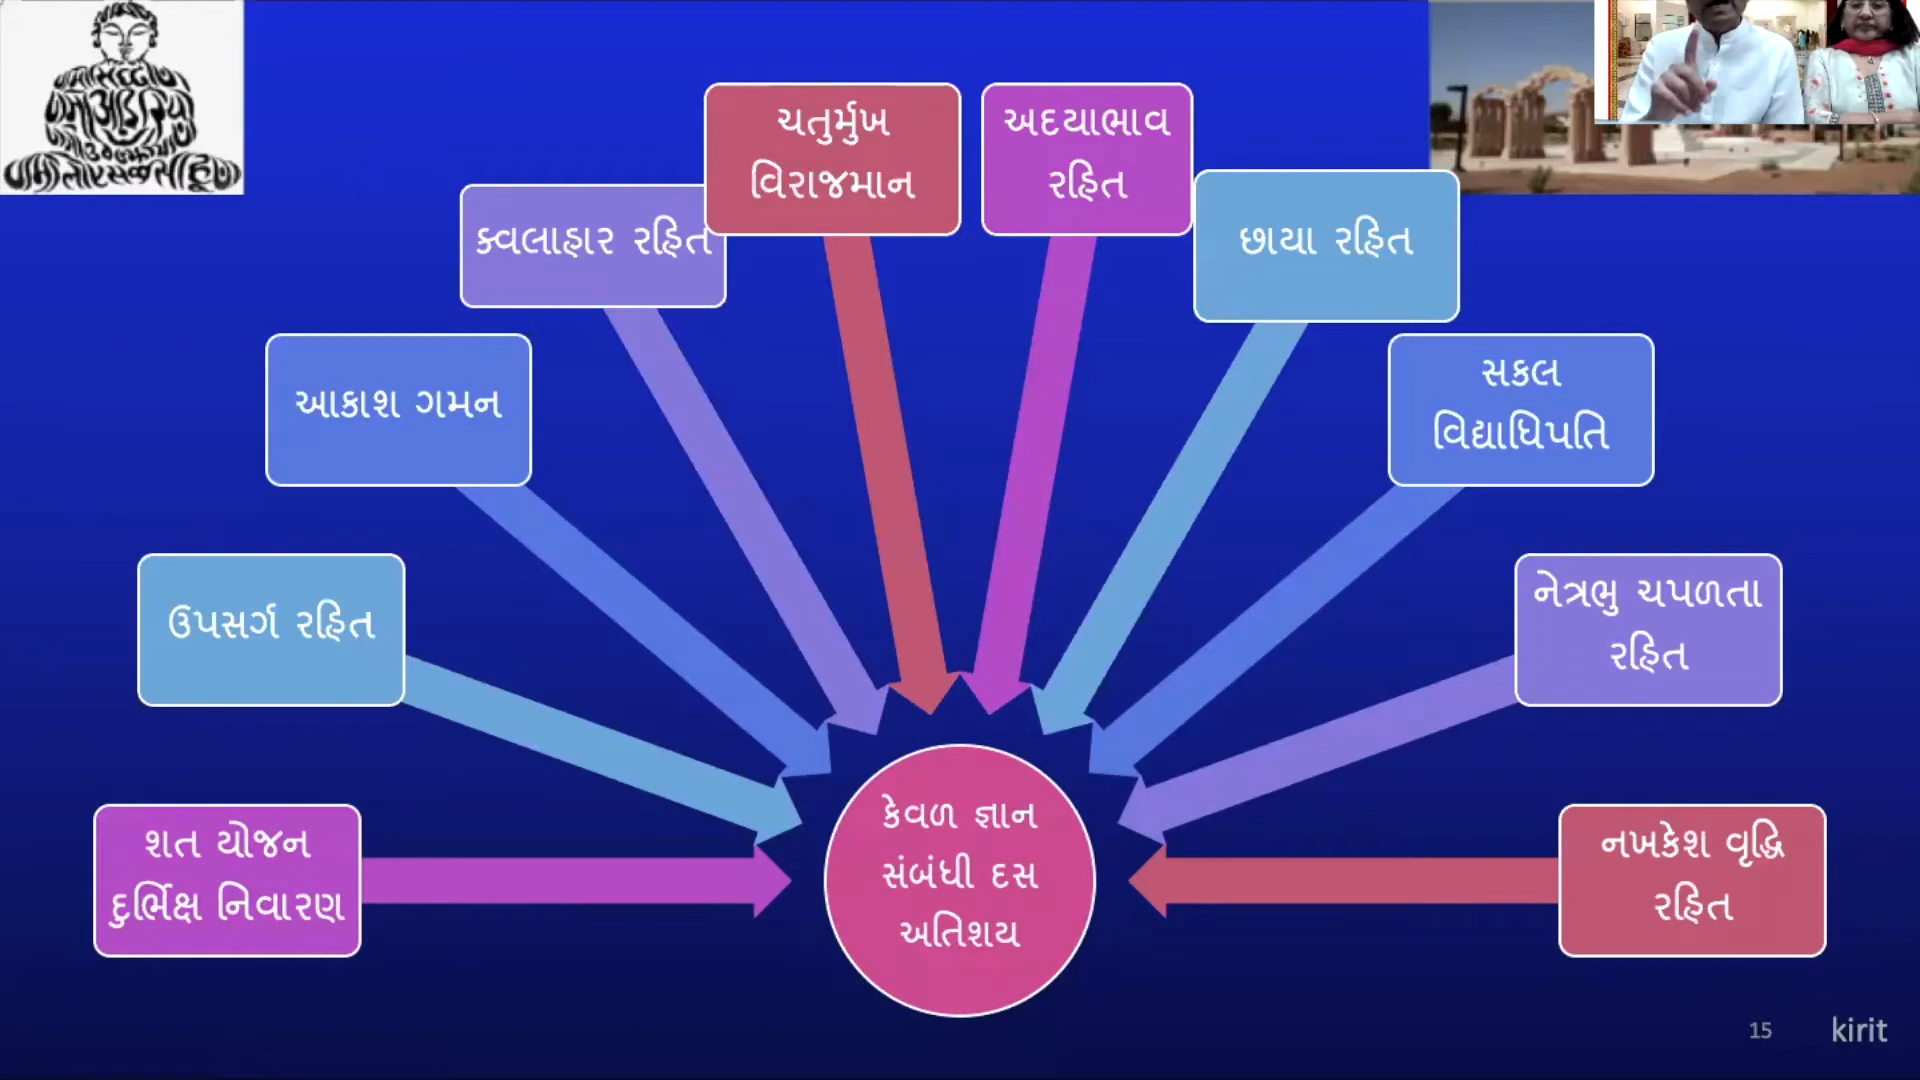 ચતુર્મુખ
વિરાજમાન
અદયાભાવ
રહિત
ક્વલાહાર રહિત
છાયા રહિત
આકાશ ગમન
સકલ
વિદ્યાધિપતિ
ઉપસર્ગ રહિત
નેત્રભુ ચપળતા
રહિત
શત યોજન
દુર્ભિક્ષ નિવારણ
કેવળ જ્ઞાન
સંબંધી દસ
અતિશય
નખકેશ વૃદ્ધિ
રહિત
15
kirit